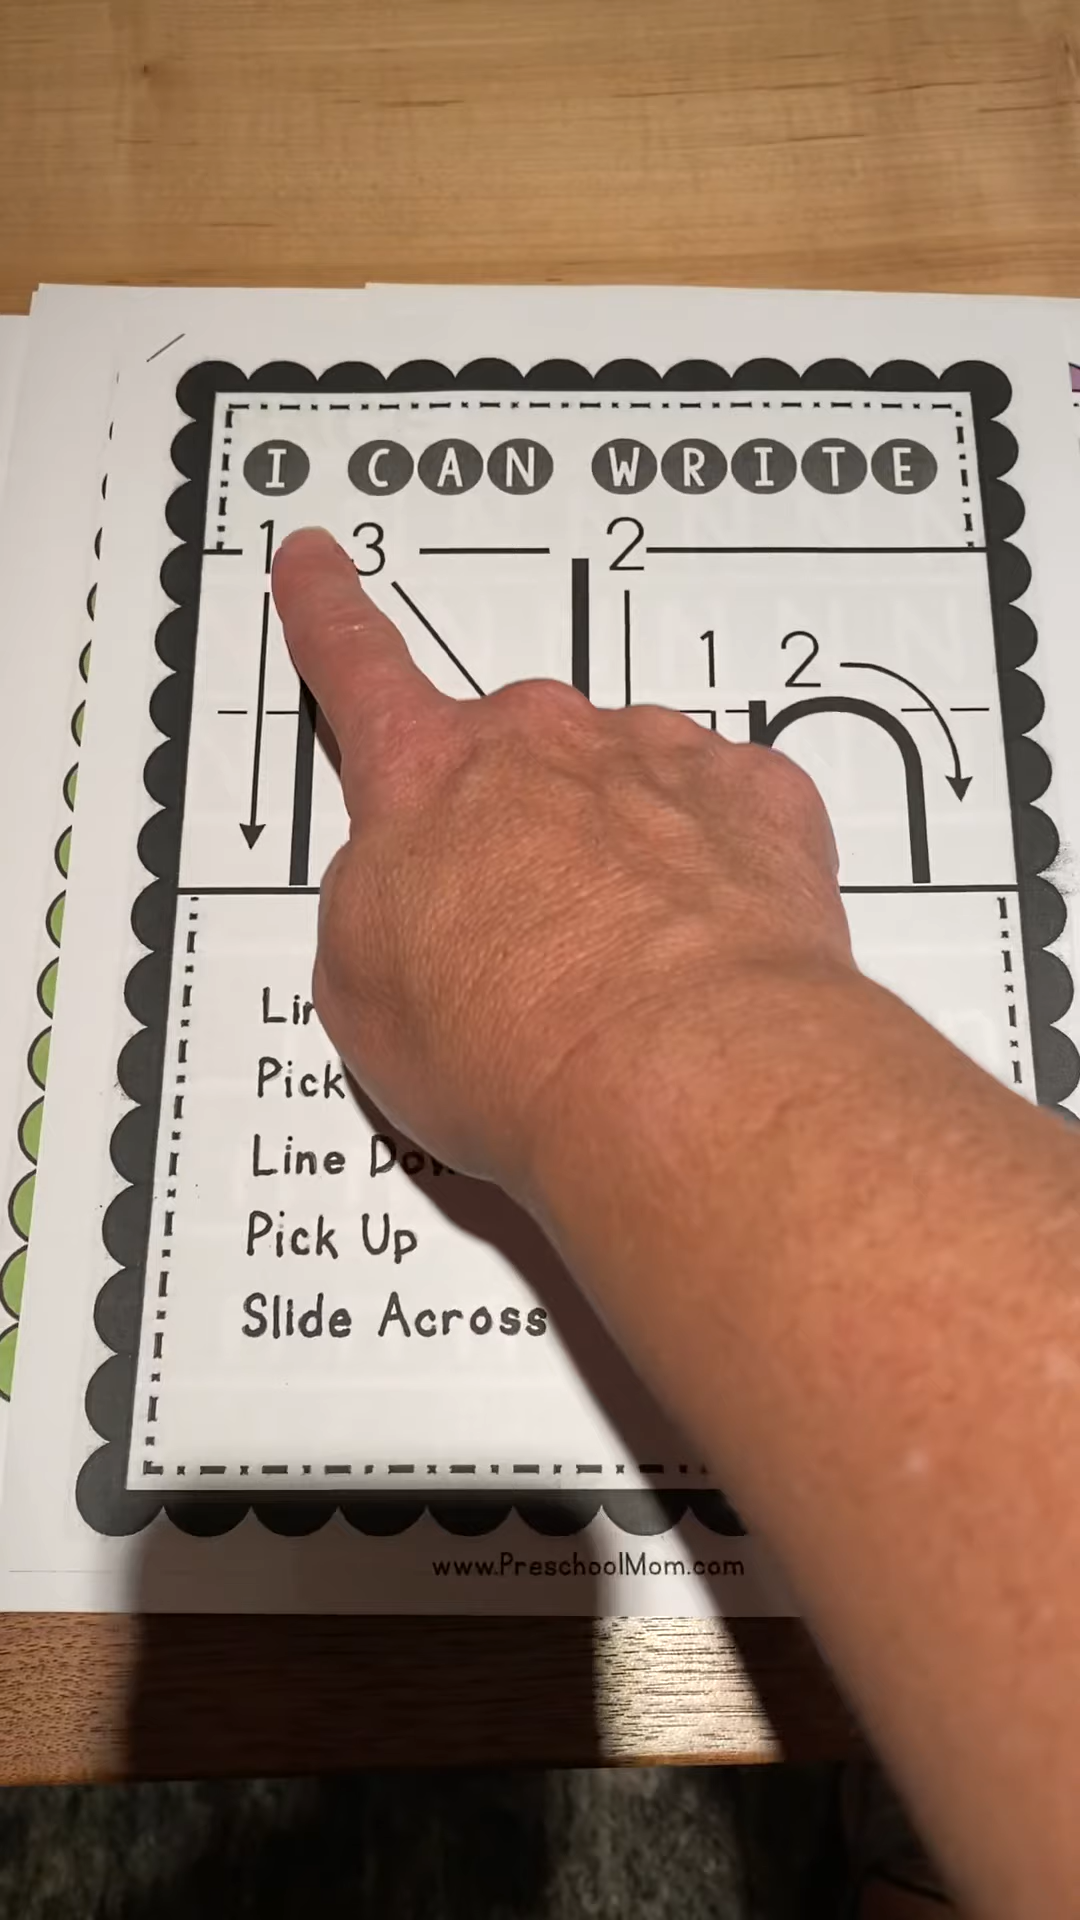 I CAN WRITE
1 3 2
1 2
n
Pick
Line
Pick Up
Slide Across
www.PreschoolMom.com